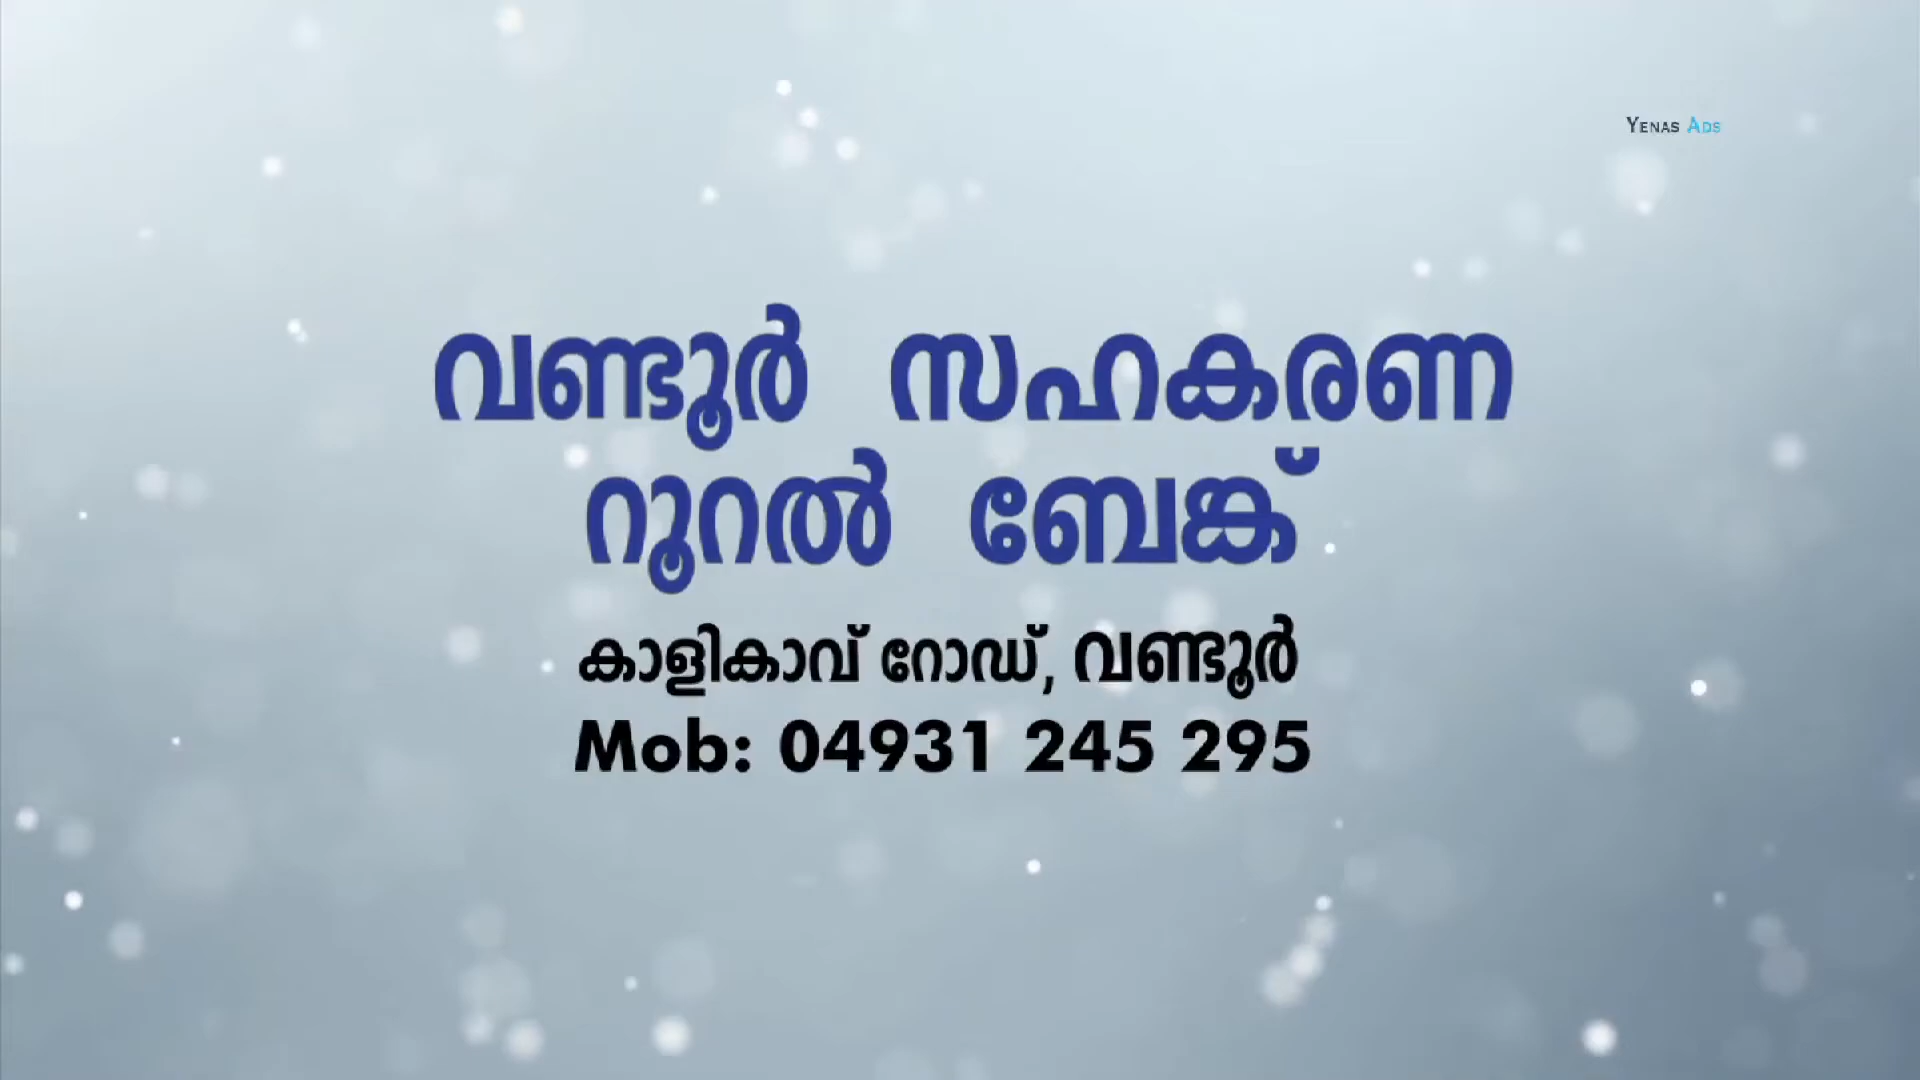 Yenas Ads
വണ്ടൂർ സഹകരണ
റൂറൽ ബേങ്ക്
കാളികാവ് റോഡ്, വണ്ടൂർ
Mob: 04931 245 295